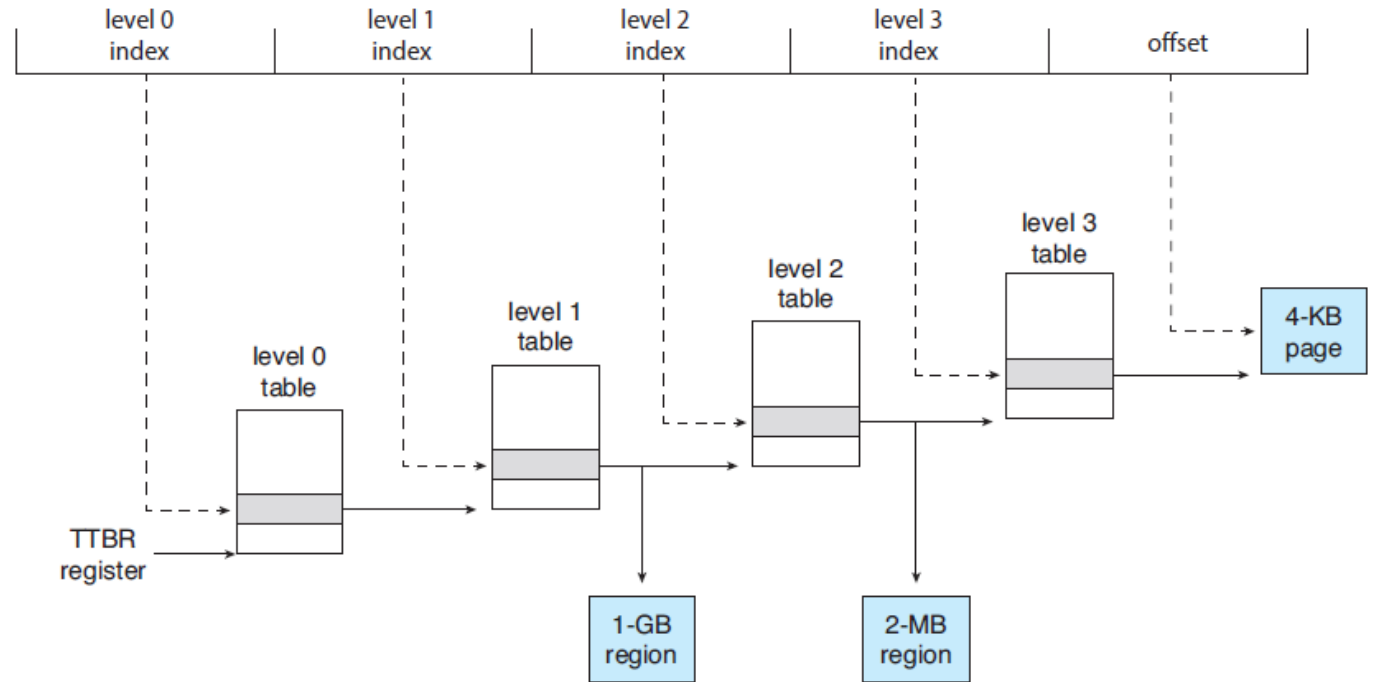 level 0
index
level 1
index
level 2
index
level 3
index
offset
level 3
table
level 2
table
level 1
table
level 0
table
4-KB
page
TTBR
register
1-GB
region
2-MB
region